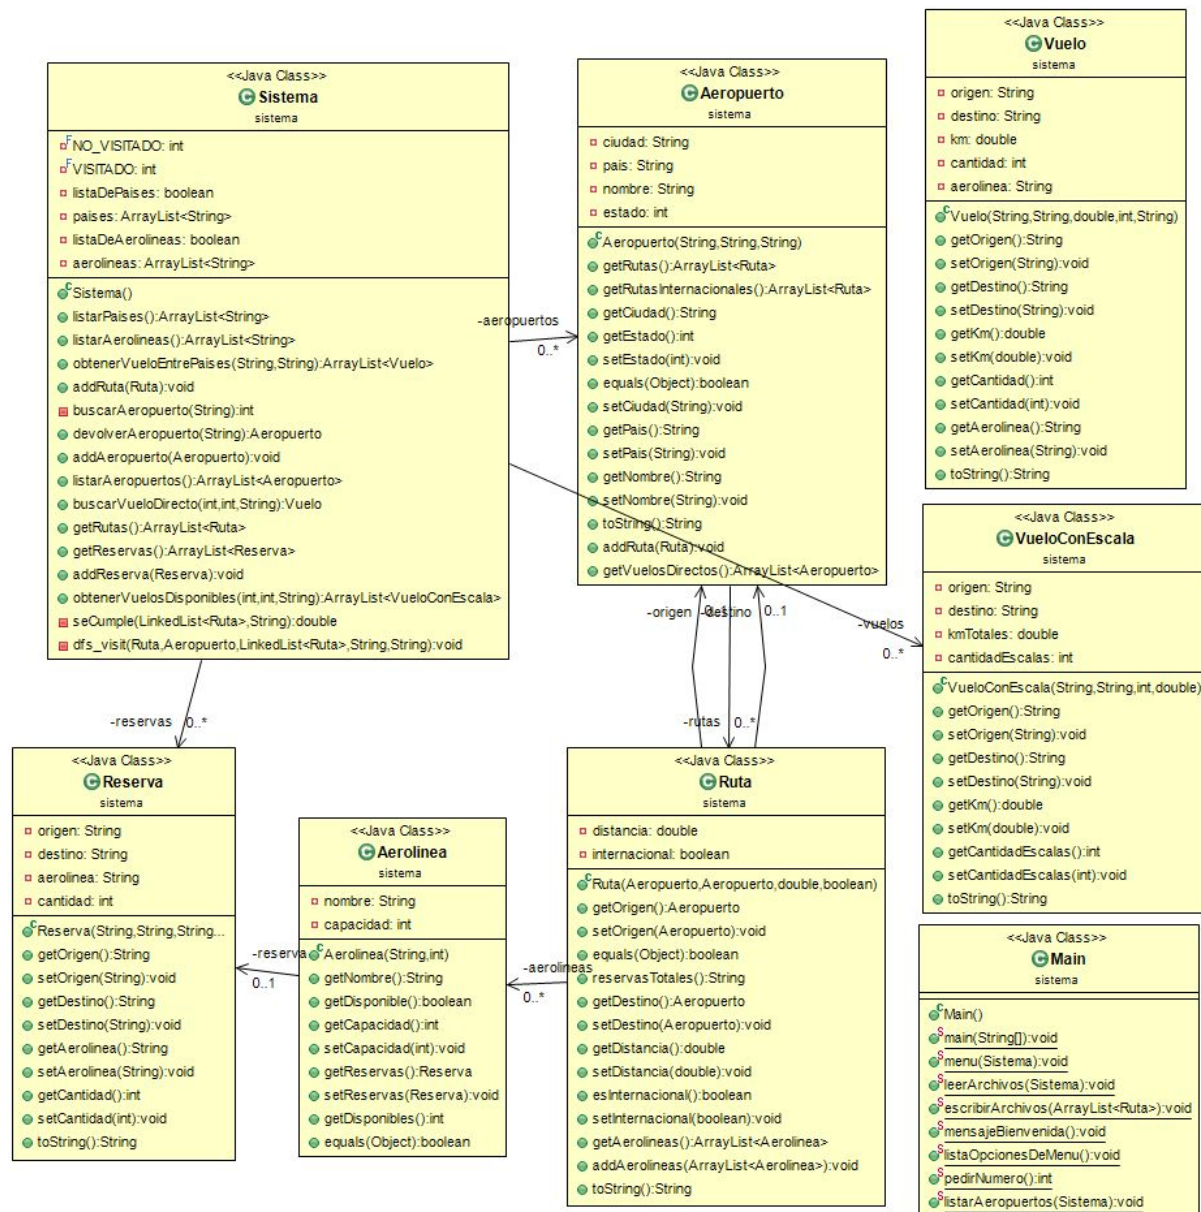 <<Java Class>>
Sistema
sistema
NO_VISITADO: int
VISITADO: int
listaDePaises: boolean
paises: ArrayList<String>
listaDeAerolineas: boolean
aerolineas: ArrayList<String>
Sistema()
listarPaises():ArrayList<String>
listarAerolineas():ArrayList<String>
obtenerVueloEntrePaises(String,String):ArrayList<Vuelo>
addRuta(Ruta):void
buscarAeropuerto(String):int
devolverAeropuerto(String):Aeropuerto
addAeropuerto(Aeropuerto):void
listarAeropuertos():ArrayList<Aeropuerto>
buscarVueloDirecto(int,int,String):Vuelo
getRutas():ArrayList<Ruta>
getReservas():ArrayList<Reserva>
addReserva(Reserva):void
obtenerVuelosDisponibles(int,int,String):ArrayList<VueloConEscala>
seCumple(LinkedList<Ruta>,String):double
dfs_visit(Ruta,Aeropuerto,LinkedList<Ruta>,String,String):void
-aeropuertos
0..*
<<Java Class>>
Aeropuerto
sistema
ciudad: String
pais: String
nombre: String
estado: int
Aeropuerto(String,String,String)
getRutas():ArrayList<Ruta>
getRutasInternacionales():ArrayList<Ruta>
getCiudad():String
getEstado():int
setEstado(int):void
equals(Object):boolean
setCiudad(String):void
getPais():String
setPais(String):void
getNombre():String
setNombre(String):void
toString():String
addRuta(Ruta):void
getVuelosDirectos():ArrayList<Aeropuerto>
<<Java Class>>
Vuelo
sistema
origen: String
destino: String
km: double
cantidad: int
aerolinea: String
Vuelo(String,String,double,int,String)
getOrigen():String
setOrigen(String):void
getDestino():String
setDestino(String):void
getKm():double
setKm(double):void
getCantidad():int
setCantidad(int):void
getAerolinea():String
setAerolinea(String):void
toString():String
-vuelos
0..*
<<Java Class>>
VueloConEscala
sistema
origen: String
destino: String
kmTotales: double
cantidadEscalas: int
VueloConEscala(String,String,int,double)
getOrigen():String
setOrigen(String):void
getDestino():String
setDestino(String):void
getKm():double
setKm(double):void
getCantidadEscalas():int
setCantidadEscalas(int):void
toString():String
-origen 0..1
-destino 0..1
-reservas 0..*
-rutas 0..*
<<Java Class>>
Reserva
sistema
origen: String
destino: String
aerolinea: String
cantidad: int
Reserva(String,String,String...
getOrigen():String
setOrigen(String):void
getDestino():String
setDestino(String):void
getAerolinea():String
setAerolinea(String):void
getCantidad():int
setCantidad(int):void
toString():String
-reserva
0..1
<<Java Class>>
Aerolinea
sistema
nombre: String
capacidad: int
Aerolinea(String,int)
getNombre():String
getDisponible():boolean
getCapacidad():int
setCapacidad(int):void
getReservas():Reserva
setReservas(Reserva):void
getDisponibles():int
equals(Object):boolean
-aerolineas
0..*
<<Java Class>>
Ruta
sistema
distancia: double
internacional: boolean
Ruta(Aeropuerto,Aeropuerto,double,boolean)
getOrigen():Aeropuerto
setOrigen(Aeropuerto):void
equals(Object):boolean
reservasTotales():String
getDestino():Aeropuerto
setDestino(Aeropuerto):void
getDistancia():double
setDistancia(double):void
esInternacional():boolean
setInternacional(boolean):void
getAerolineas():ArrayList<Aerolinea>
addAerolineas(ArrayList<Aerolinea>):void
toString():String
<<Java Class>>
Main
sistema
Main()
main(String[]):void
menu(Sistema):void
leerArchivos(Sistema):void
escribirArchivos(ArrayList<Ruta>):void
mensajeBienvenida():void
listaOpcionesDeMenu():void
pedirNumero():int
listarAeropuertos(Sistema):void